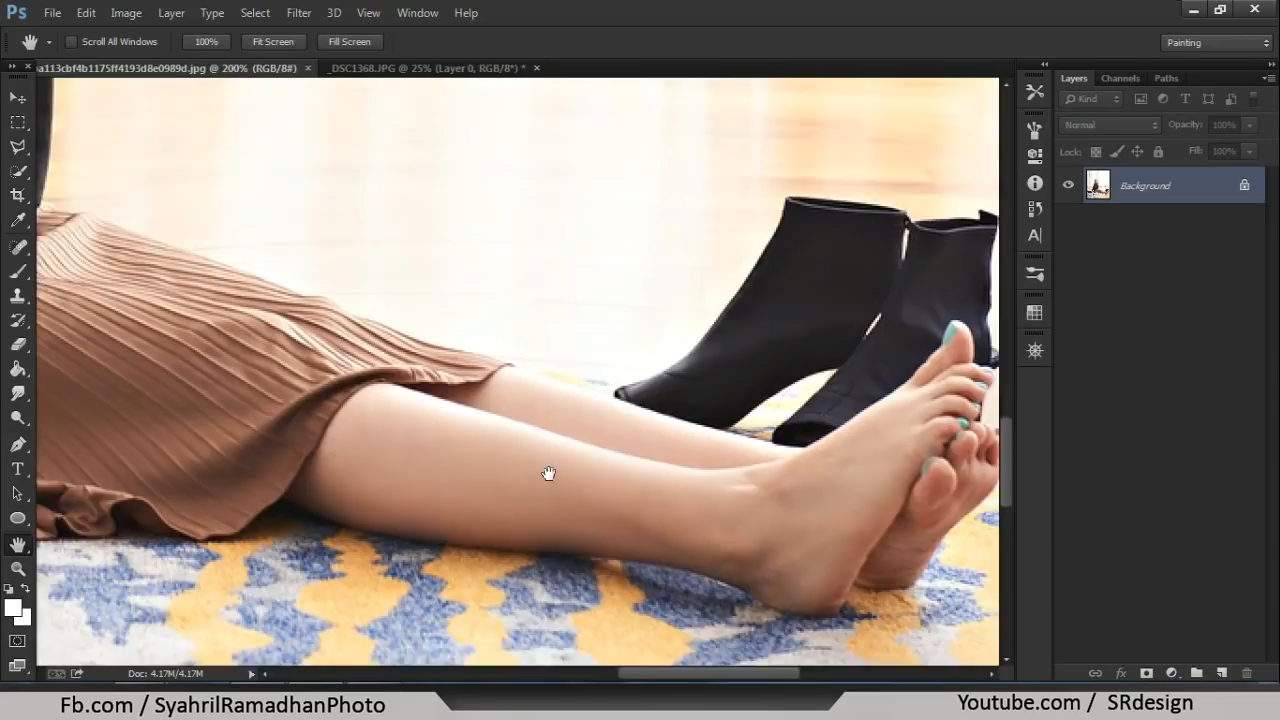 Ps File Edit Image Layer Type Select Filter 3D View Window Help
Scroll All Windows 100% Fit Screen Fill Screen Painting
a113cbf4b1175ff4193d8e0989d.jpg @ 200% (RGB/8#) × _DSC1368.JPG @ 25% (Layer 0, RGB/8*) * ×
Layers Channels Paths
Kind
Normal Opacity: 100%
Lock: Fill: 100%
Background
A
T
Doc: 4.17M/4.17M
fx
Fb.com / SyahrilRamadhanPhoto
Youtube.com / SRdesign